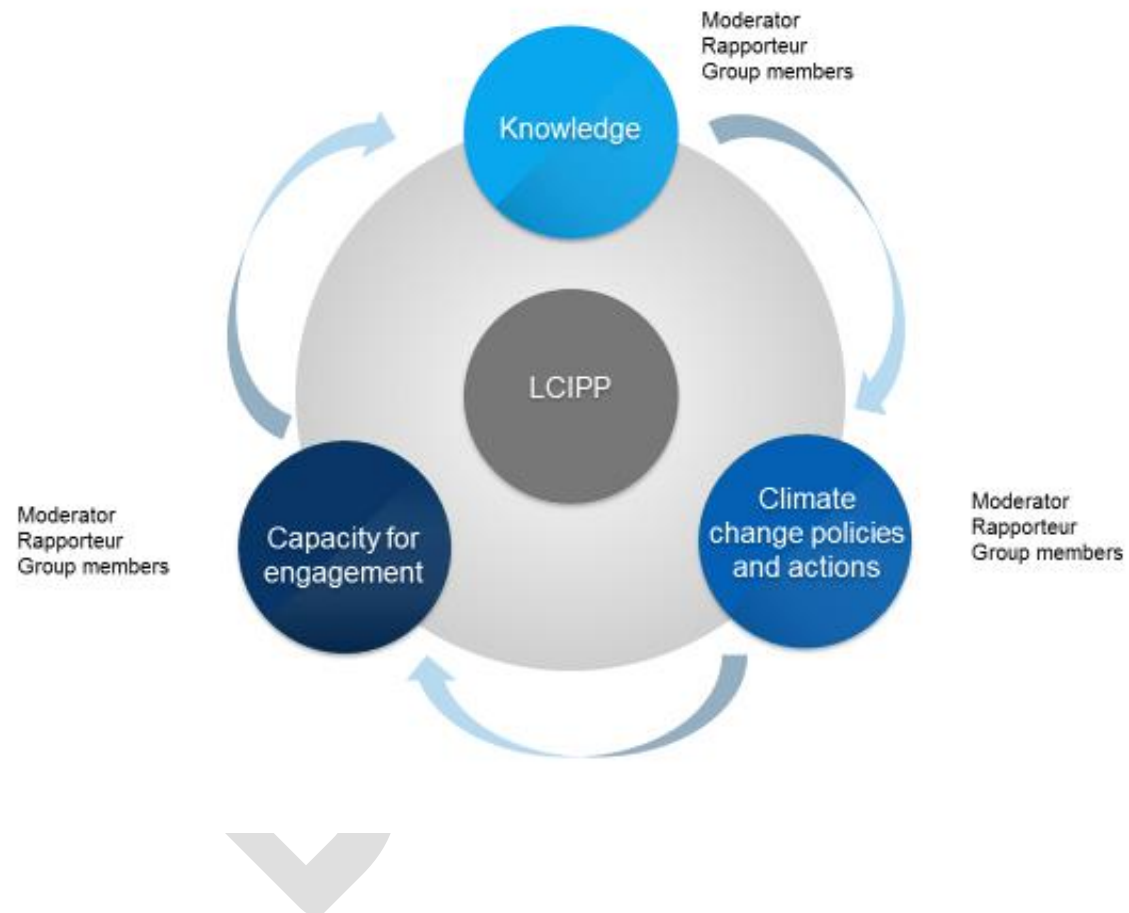 Moderator
Rapporteur
Group members
Knowledge
LCIPP
Climate
change policies
and actions
Moderator
Rapporteur
Group members
Capacity for
engagement
Moderator
Rapporteur
Group members